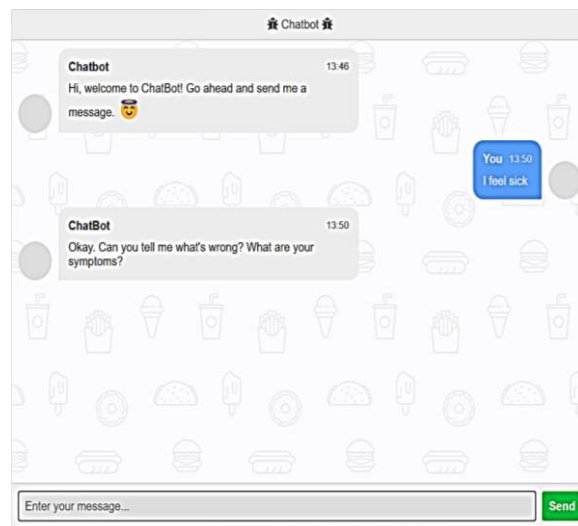 Chatbot
Chatbot 13:46
Hi, welcome to ChatBot! Go ahead and send me a
message.
You 13:50
I feel sick
ChatBot 13:50
Okay. Can you tell me what's wrong? What are your
symptoms?
Enter your message...
Send